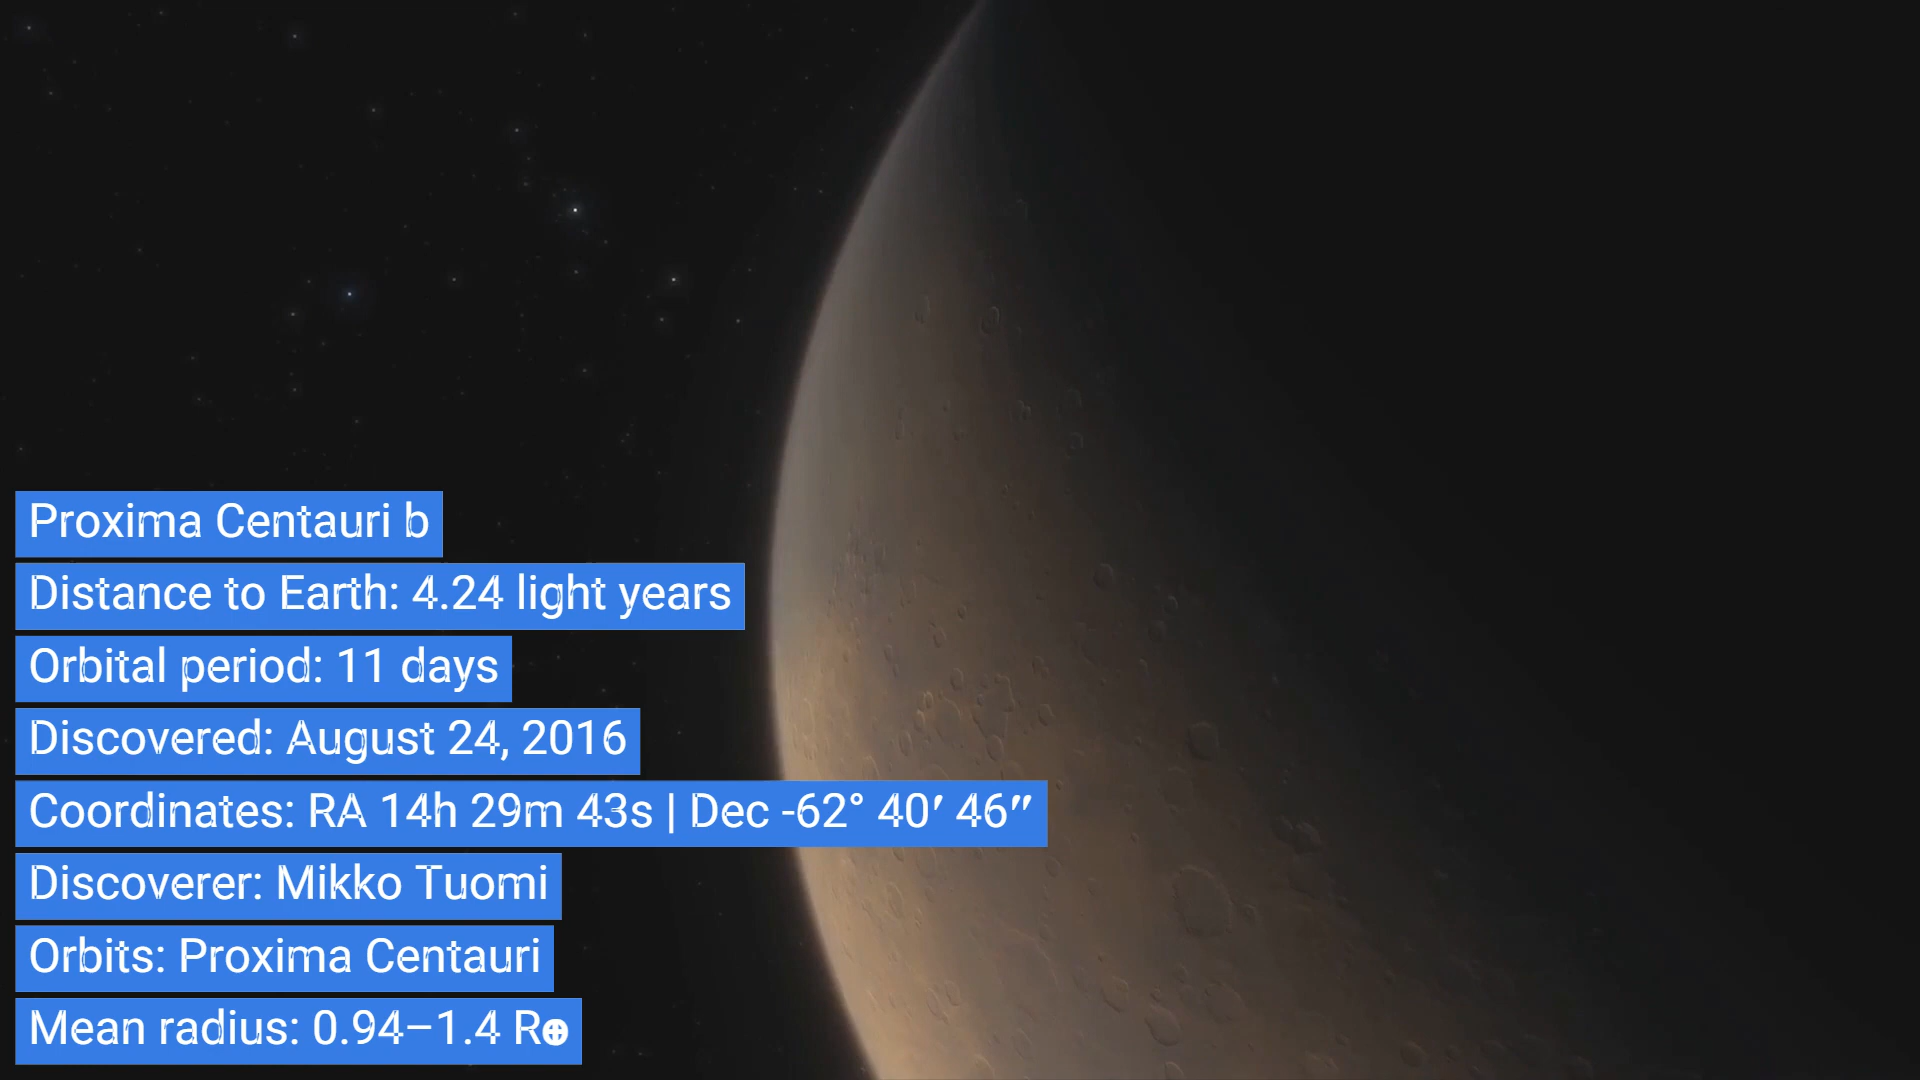 Proxima Centauri b
Distance to Earth: 4.24 light years
Orbital period: 11 days
Discovered: August 24, 2016
Coordinates: RA 14h 29m 43s | Dec -62° 40′ 46″
Discoverer: Mikko Tuomi
Orbits: Proxima Centauri
Mean radius: 0.94–1.4 R⊕